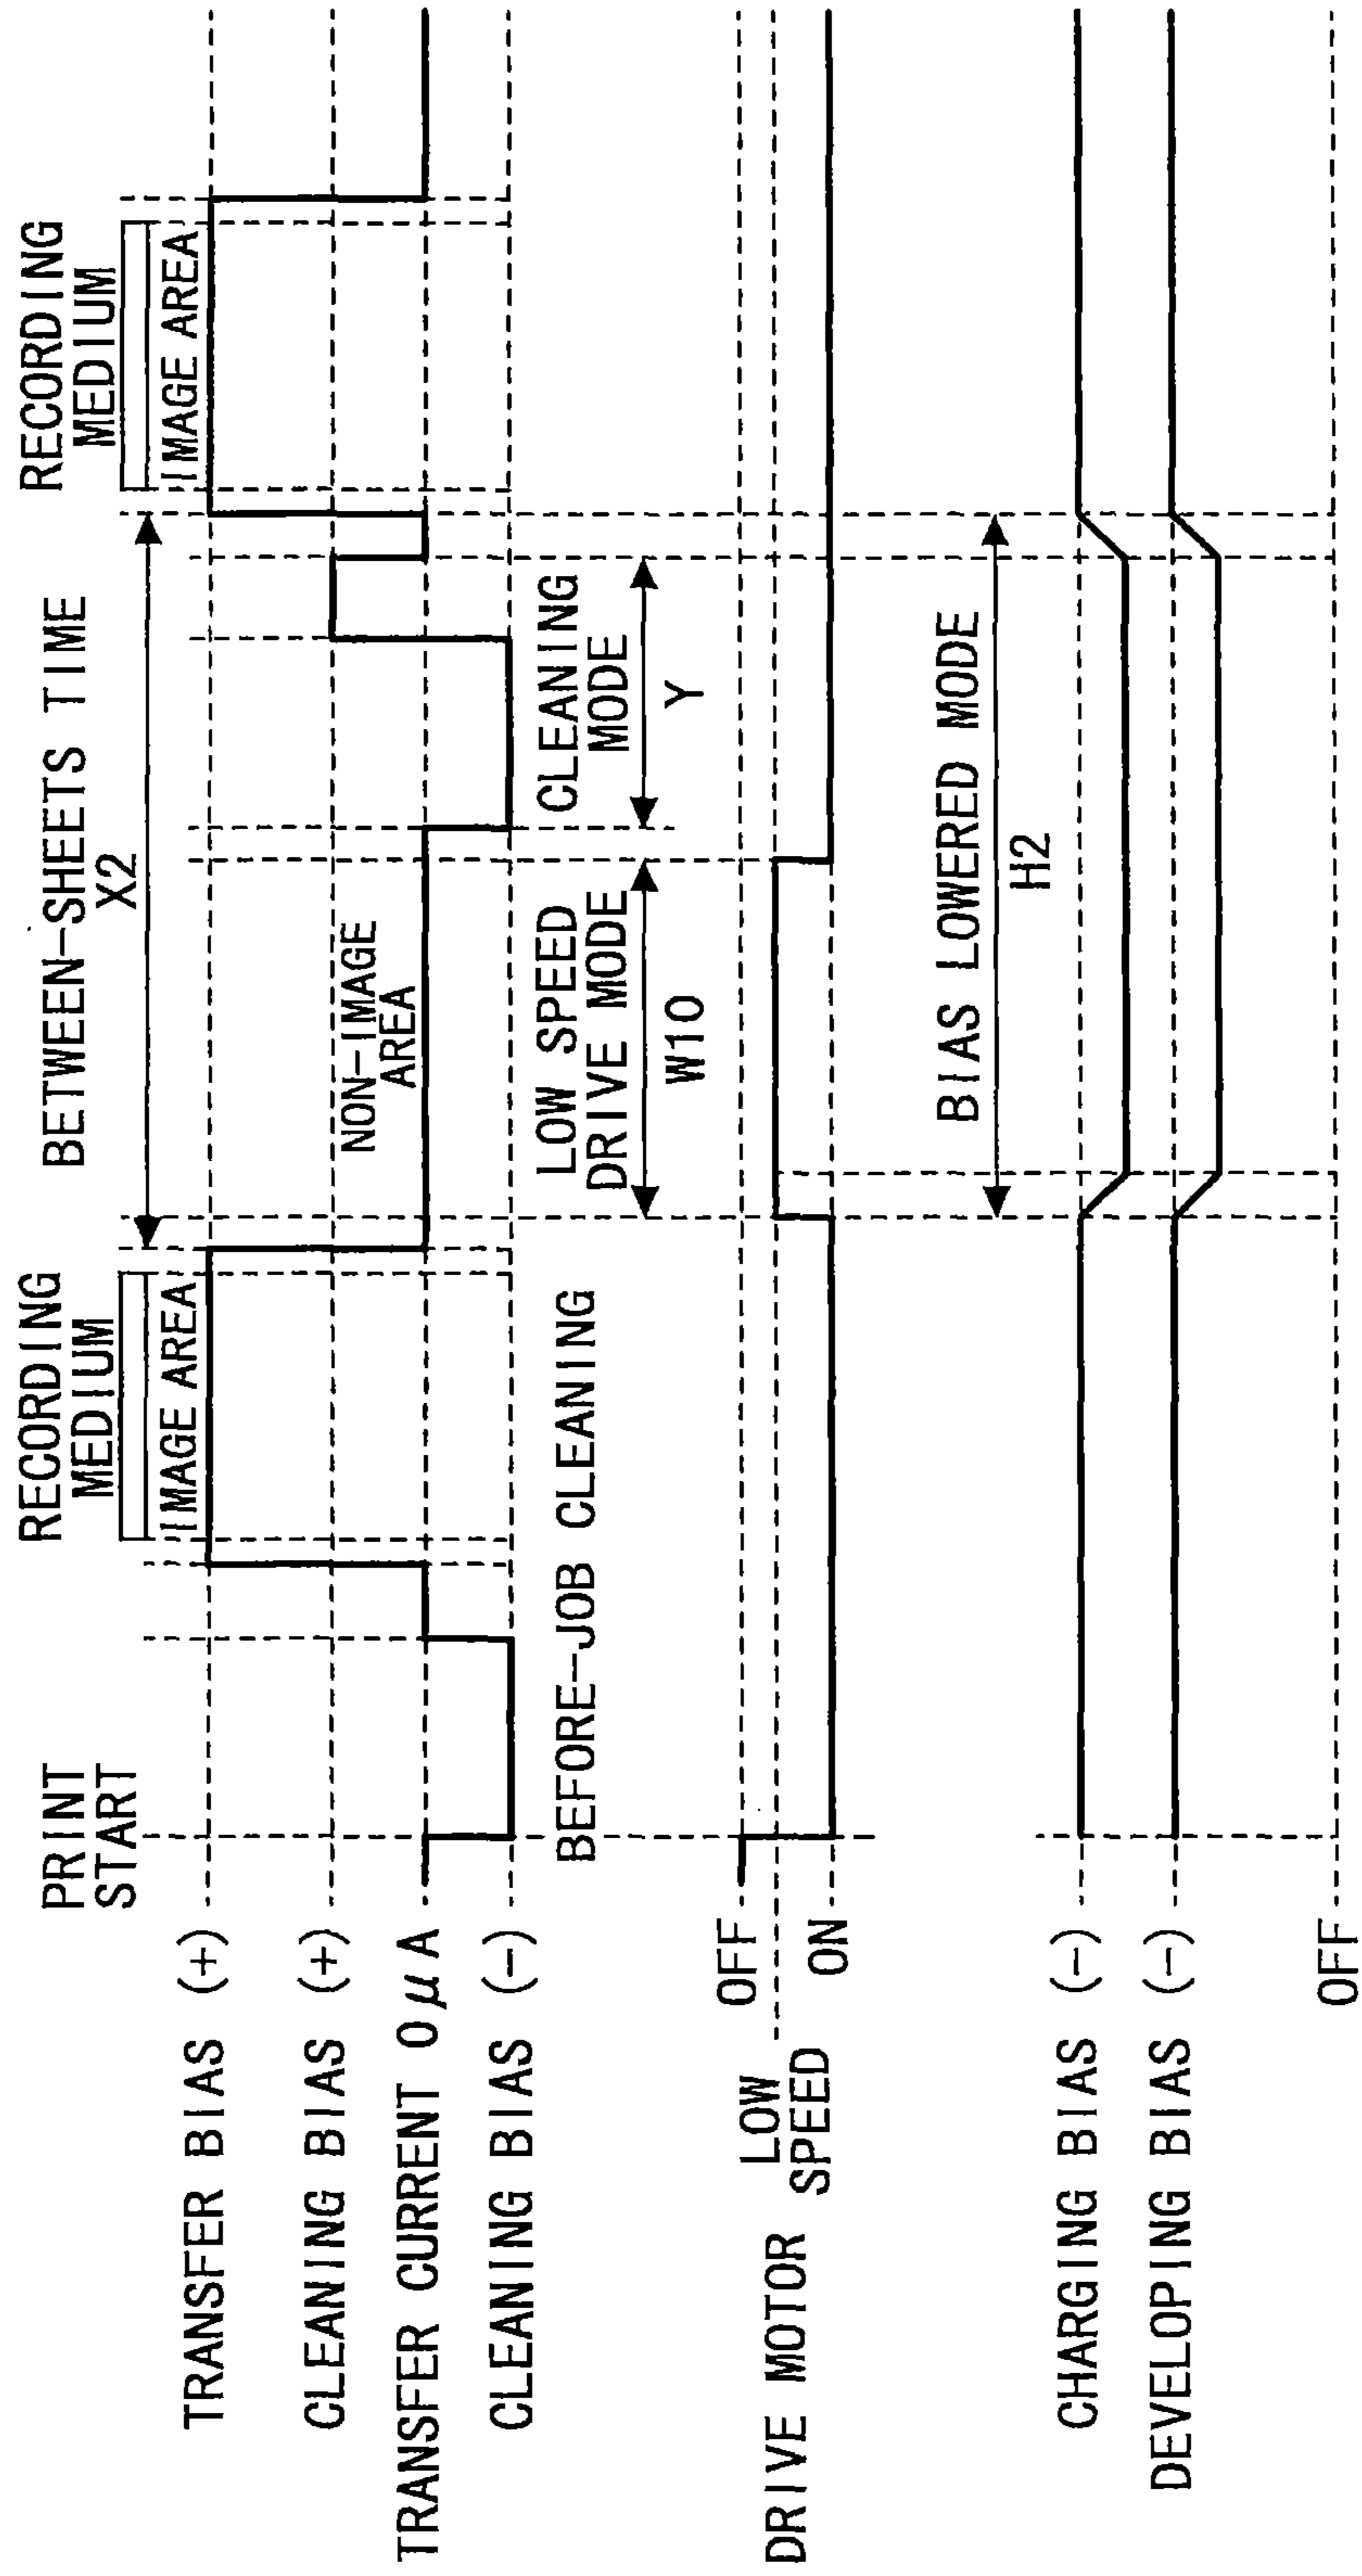 PRINT
START
RECORDING
MEDIUM
IMAGE AREA
BETWEEN-SHEETS TIME
X2
RECORDING
MEDIUM
IMAGE AREA
TRANSFER BIAS (+)
CLEANING BIAS (+)
TRANSFER CURRENT 0μA
CLEANING BIAS (-)
NON-IMAGE
AREA
BEFORE-JOB CLEANING
LOW SPEED
DRIVE MODE
W10
CLEANING
MODE
Y
DRIVE MOTOR
OFF
LOW
SPEED
ON
BIAS LOWERED MODE
H2
CHARGING BIAS (-)
DEVELOPING BIAS (-)
OFF